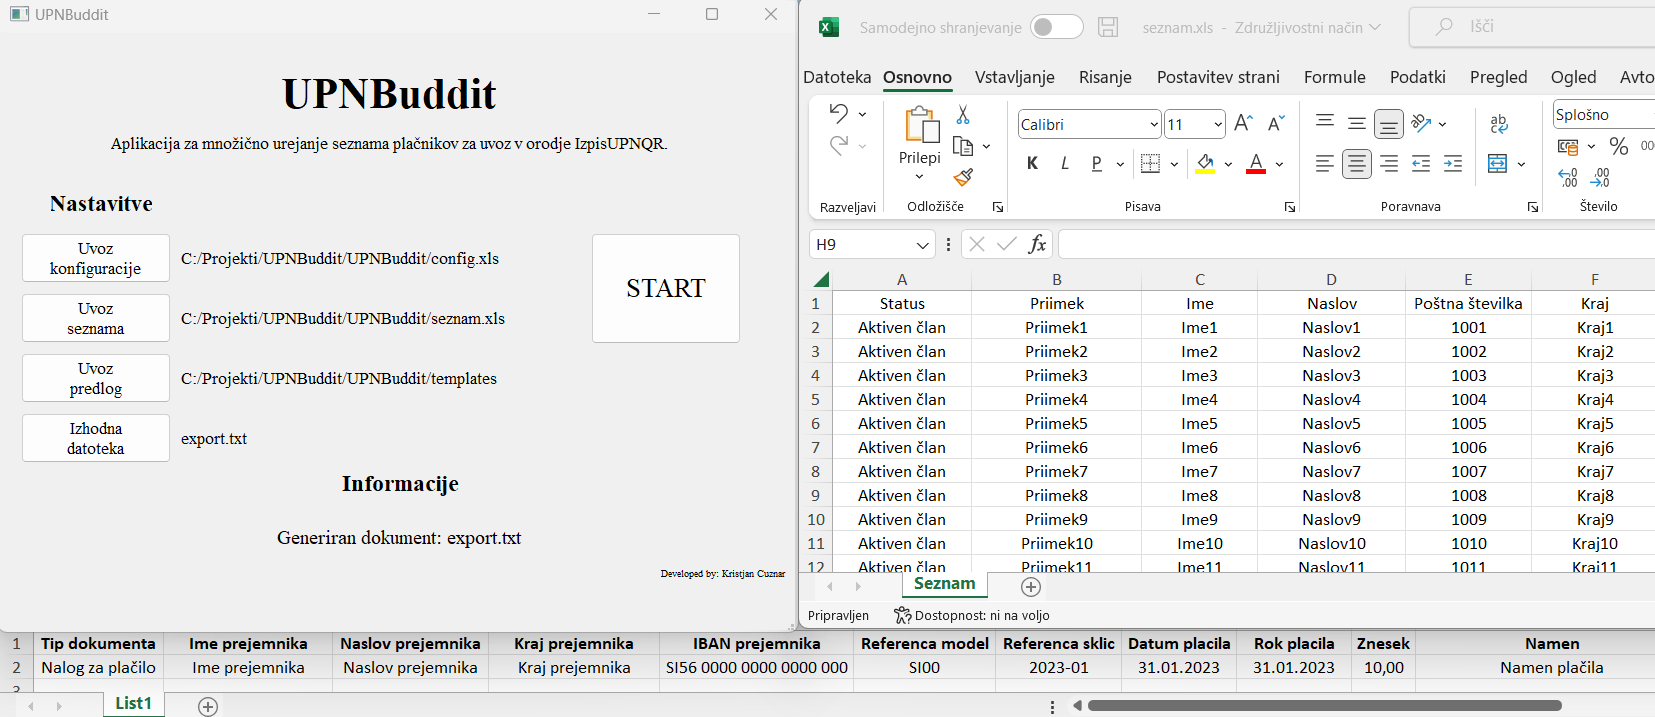 UPNBuddit
UPNBuddit
Aplikacija za množično urejanje seznama plačnikov za uvoz v orodje IzpisUPNQR.
Nastavitve
Uvoz
konfiguracije
C:/Projekti/UPNBuddit/UPNBuddit/config.xls
Uvoz
seznama
C:/Projekti/UPNBuddit/UPNBuddit/seznam.xls
Uvoz
predlog
C:/Projekti/UPNBuddit/UPNBuddit/templates
Izhodna
datoteka
export.txt
START
Informacije
Generiran dokument: export.txt
Developed by: Kristjan Cuznar
Samodejno shranjevanje seznam.xls - Združljivostni način Išči
Datoteka Osnovno Vstavljanje Risanje Postavitev strani Formule Podatki Pregled Ogled Avto
Prilepi
Calibri 11
K L P A
ab
Splošno
% 000
Razveljavi Odložišče Pisava Poravnava Število
H9 fx
A B C D E F
1 Status Priimek Ime Naslov Poštna številka Kraj
2 Aktiven član Priimek1 Ime1 Naslov1 1001 Kraj1
3 Aktiven član Priimek2 Ime2 Naslov2 1002 Kraj2
4 Aktiven član Priimek3 Ime3 Naslov3 1003 Kraj3
5 Aktiven član Priimek4 Ime4 Naslov4 1004 Kraj4
6 Aktiven član Priimek5 Ime5 Naslov5 1005 Kraj5
7 Aktiven član Priimek6 Ime6 Naslov6 1006 Kraj6
8 Aktiven član Priimek7 Ime7 Naslov7 1007 Kraj7
9 Aktiven član Priimek8 Ime8 Naslov8 1008 Kraj8
10 Aktiven član Priimek9 Ime9 Naslov9 1009 Kraj9
11 Aktiven član Priimek10 Ime10 Naslov10 1010 Kraj10
12 Aktiven član Priimek11 Ime11 Naslov11 1011 Kraj11
Seznam
Pripravljen Dostopnost: ni na voljo
1 Tip dokumenta Ime prejemnika Naslov prejemnika Kraj prejemnika IBAN prejemnika Referenca model Referenca sklic Datum placila Rok placila Znesek Namen
2 Nalog za plačilo Ime prejemnika Naslov prejemnika Kraj prejemnika SI56 0000 0000 0000 000 SI00 2023-01 31.01.2023 31.01.2023 10,00 Namen plačila
3
List1